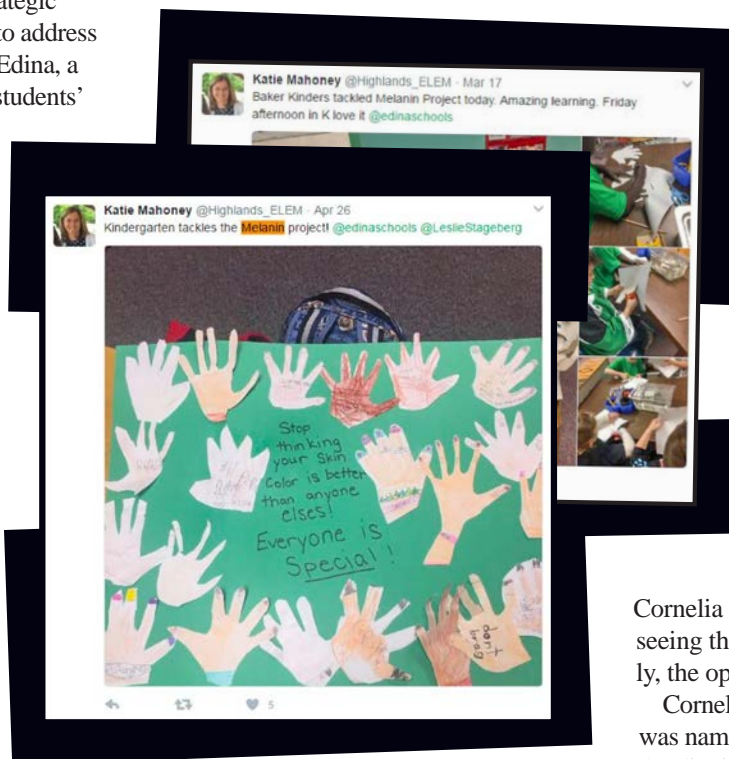 ategic
to address
Edina, a
students'
Katie Mahoney @Highlands_ELEM - Mar 17
Baker Kinders tackled Melanin Project today. Amazing learning. Friday
afternoon in K love it @edinaschools
Katie Mahoney @Highlands_ELEM - Apr 26
Kindergarten tackles the Melanin project! @edinaschools @LeslieStageberg
Stop
thinking
your Skin
Color is better
than anyone
elses!
Everyone is
Special!
dont
brag
5
Cornelia
seeing th
ly, the op
Cornel
was nam